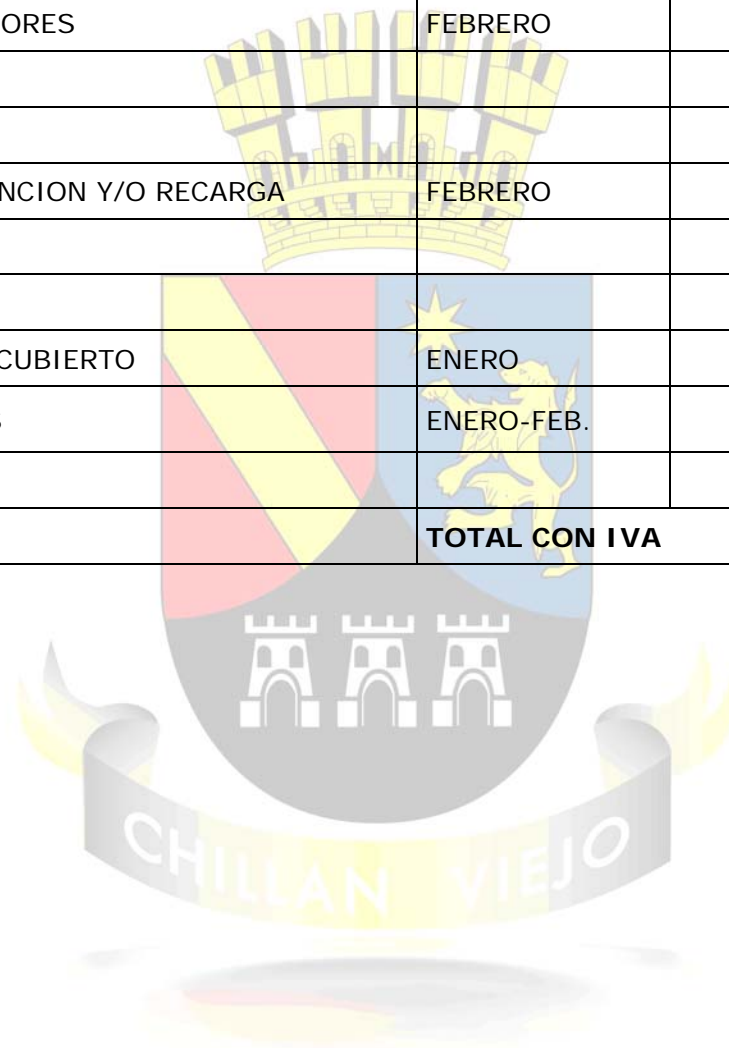 ORES FEBRERO
NCION Y/O RECARGA FEBRERO
CUBIERTO ENERO
ENERO-FEB.
TOTAL CON IVA
CHILLAN VIEJO